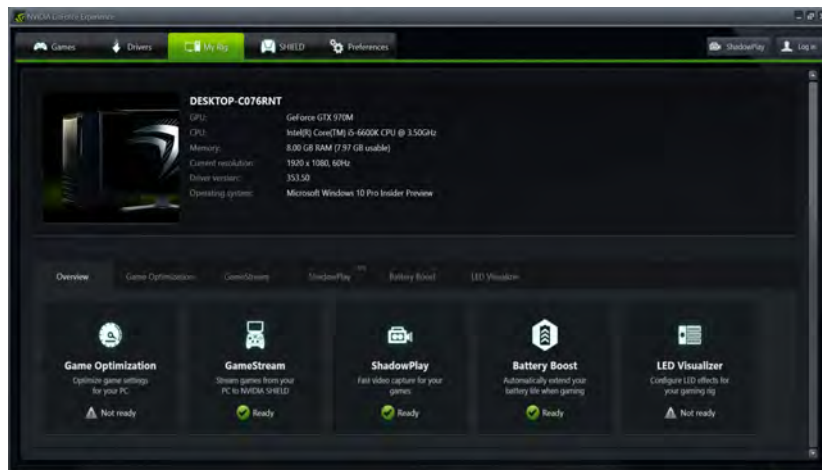 NVIDIA GeForce Experience
Games
Drivers
My Rig
SHIELD
Preferences
ShadowPlay
Log in
DESKTOP-C076RNT
GPU: GeForce GTX 970M
CPU: Intel(R) Core(TM) i5-6600K CPU @ 3.50GHz
Memory: 8.00 GB RAM (7.97 GB usable)
Current resolution: 1920 x 1080, 60Hz
Driver version: 353.50
Operating system: Microsoft Windows 10 Pro Insider Preview
Overview
Game Optimization
GameStream
ShadowPlay
Battery Boost
LED Visualizer
Game Optimization
Optimize game settings
for your PC
Not ready
GameStream
Stream games from your
PC to NVIDIA SHIELD
Ready
ShadowPlay
Fast video capture for your
games
Ready
Battery Boost
Automatically extend your
battery life when gaming
Ready
LED Visualizer
Configure LED effects for
your gaming rig
Not ready